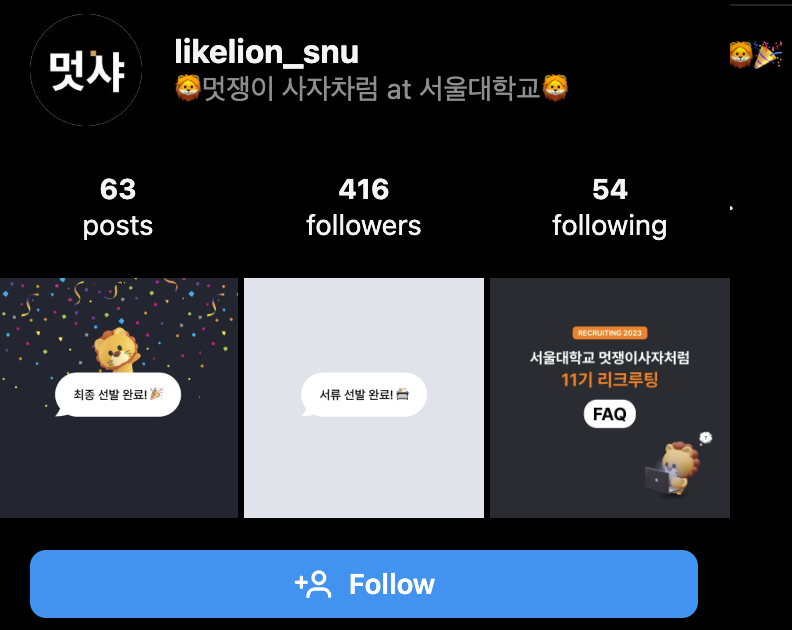 멋샤
likelion_snu
🦁멋쟁이 사자차럼 at 서울대학교🦁
🦁🎉
63
posts
416
followers
54
following
최종 선발 완료!🎉
서류 선발 완료!📠
RECRUITING 2023
서울대학교 멋쟁이사자처럼
11기 리크루팅
FAQ
?
Follow